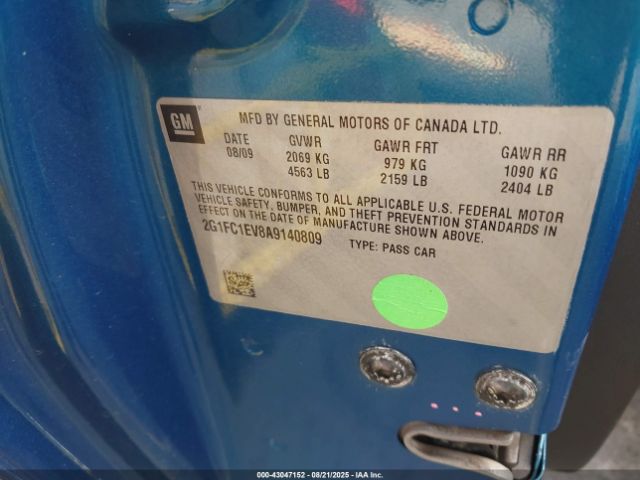 GM
MFD BY GENERAL MOTORS OF CANADA LTD.
DATE GVWR GAWR FRT GAWR RR
08/09 2069 KG 979 KG 1090 KG
4563 LB 2159 LB 2404 LB
THIS VEHICLE CONFORMS TO ALL APPLICABLE U.S. FEDERAL MOTOR
VEHICLE SAFETY, BUMPER, AND THEFT PREVENTION STANDARDS IN
EFFECT ON THE DATE OF MANUFACTURE SHOWN ABOVE.
2G1FC1EV8A9140809 TYPE: PASS CAR
000-43047152 - 08/21/2025 - IAAI Inc.